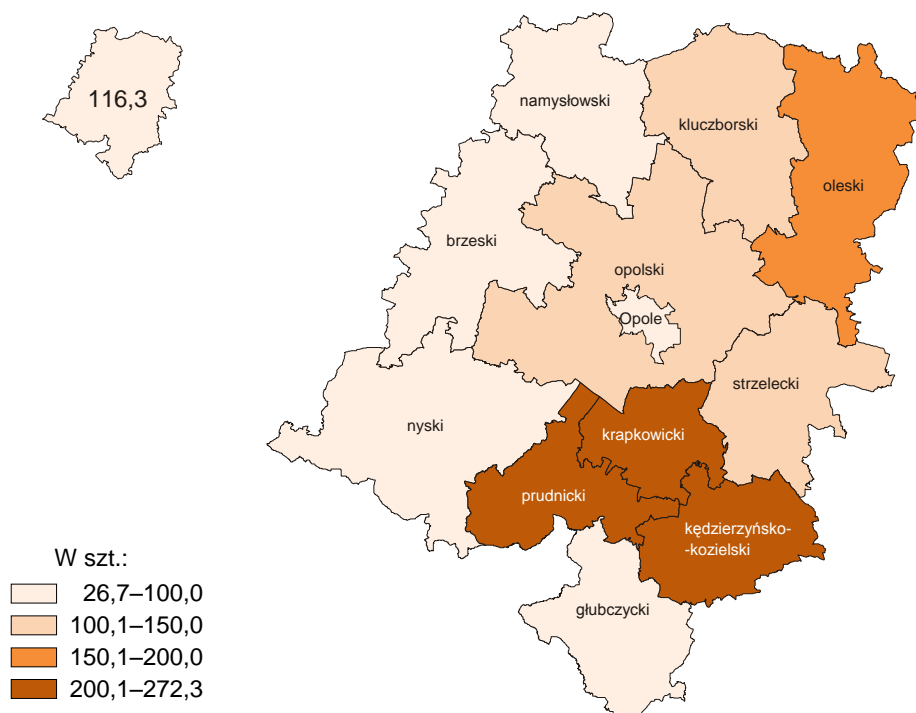 116,3
namysłowski
kluczborski
oleski
brzeski
opolski
Opole
strzelecki
nyski
krapkowicki
prudnicki
kędzierzyńsko-
-kozielski
głubczycki
W szt.:
26,7–100,0
100,1–150,0
150,1–200,0
200,1–272,3